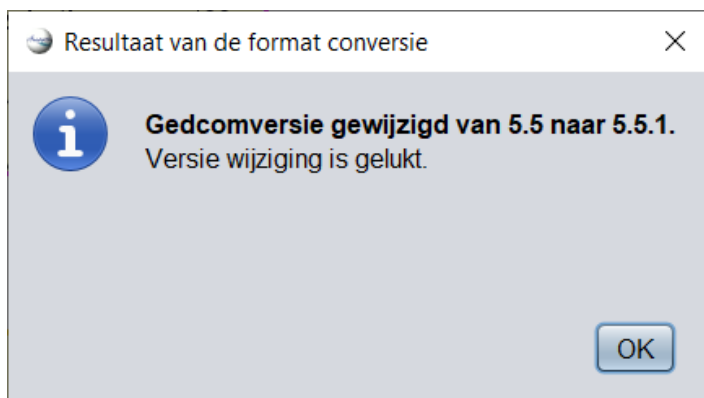 Resultaat van de format conversie
Gedcomversie gewijzigd van 5.5 naar 5.5.1.
Versie wijziging is gelukt.
OK